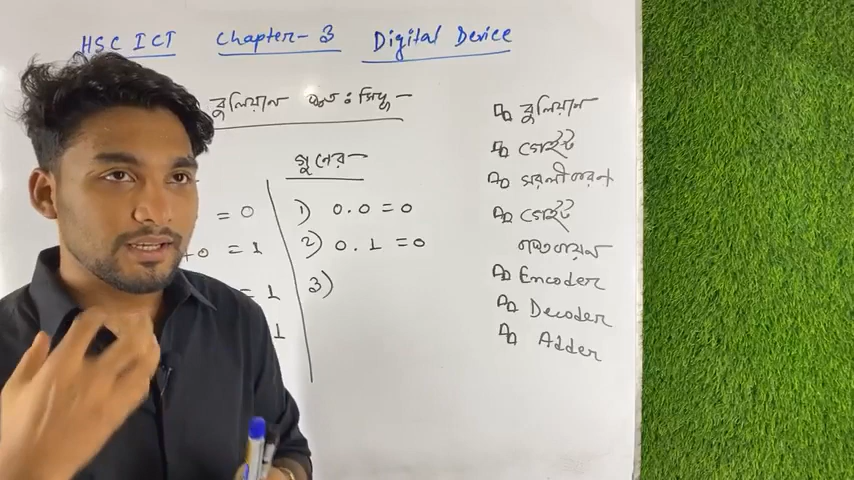 HSC ICT Chapter-3 Digital Device
বুলিয়ান স্বতঃসিদ্ধ -
গুনের
= 0
+0 = 1
= 1
1
1) 0.0 = 0
2) 0.1 = 0
3)
বুলিয়ান
গেইট
সরলীকরণ
গেইট
Encoder
Decoder
Adder